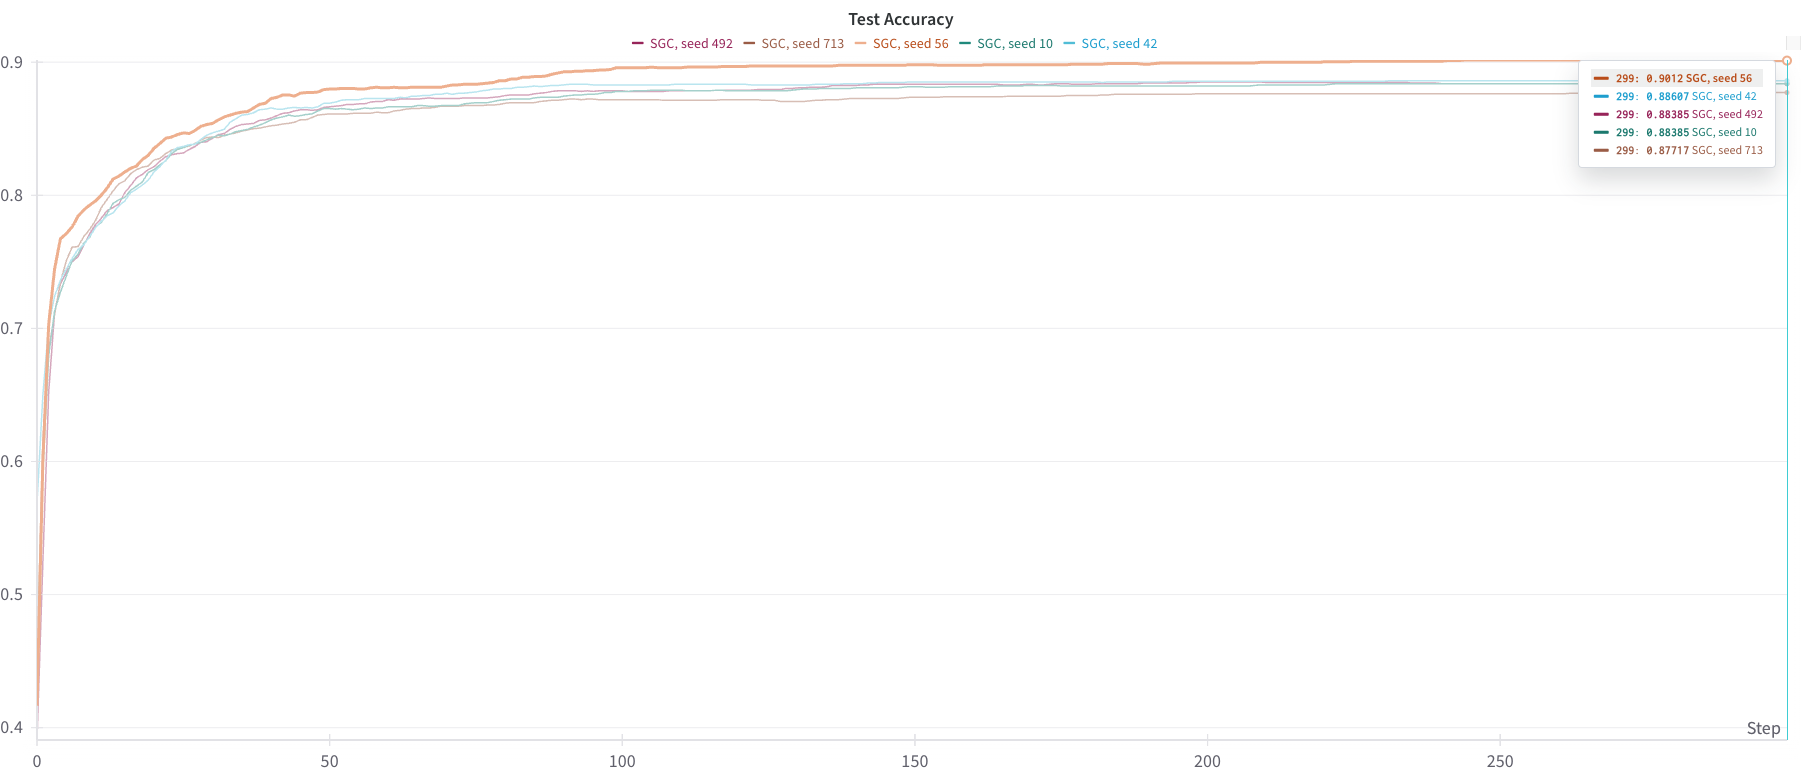 Test Accuracy
SGC, seed 492 SGC, seed 713 SGC, seed 56 SGC, seed 10 SGC, seed 42
0.9
299: 0.9012 SGC, seed 56
299: 0.88607 SGC, seed 42
299: 0.88385 SGC, seed 492
299: 0.88385 SGC, seed 10
299: 0.87717 SGC, seed 713
0.8
0.7
0.6
0.5
0.4
Step
0 50 100 150 200 250